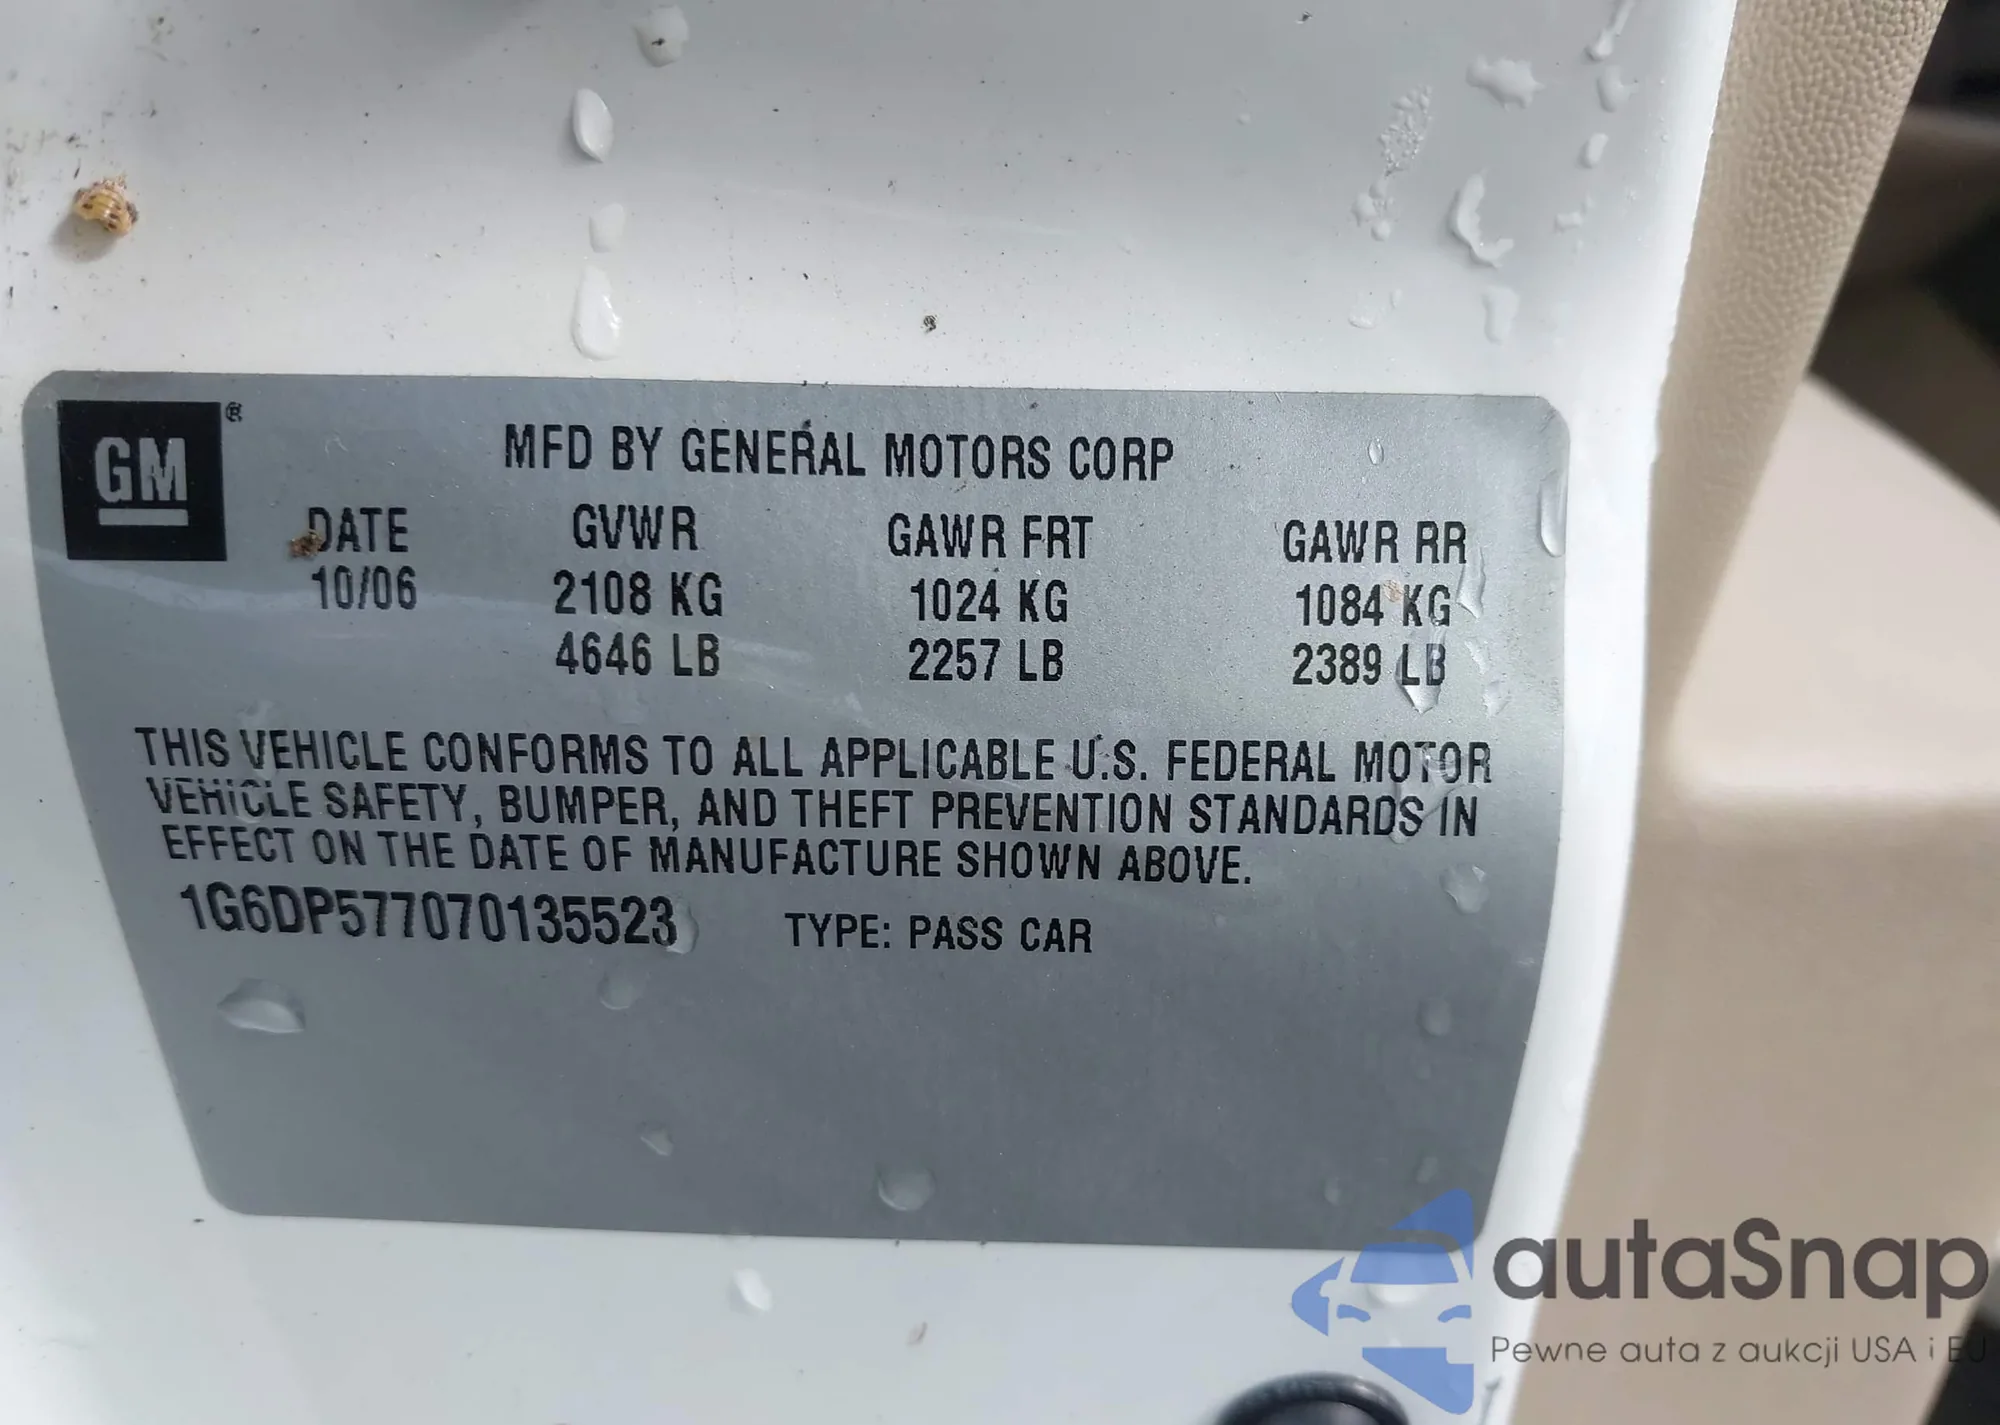 GM ®
MFD BY GENERAL MOTORS CORP
DATE GVWR GAWR FRT GAWR RR
10/06 2108 KG 1024 KG 1084 KG
4646 LB 2257 LB 2389 LB
THIS VEHICLE CONFORMS TO ALL APPLICABLE U.S. FEDERAL MOTOR
VEHICLE SAFETY, BUMPER, AND THEFT PREVENTION STANDARDS IN
EFFECT ON THE DATE OF MANUFACTURE SHOWN ABOVE.
1G6DP577070135523 TYPE: PASS CAR
autaSnap
Pewne auta z aukcji USA i EU